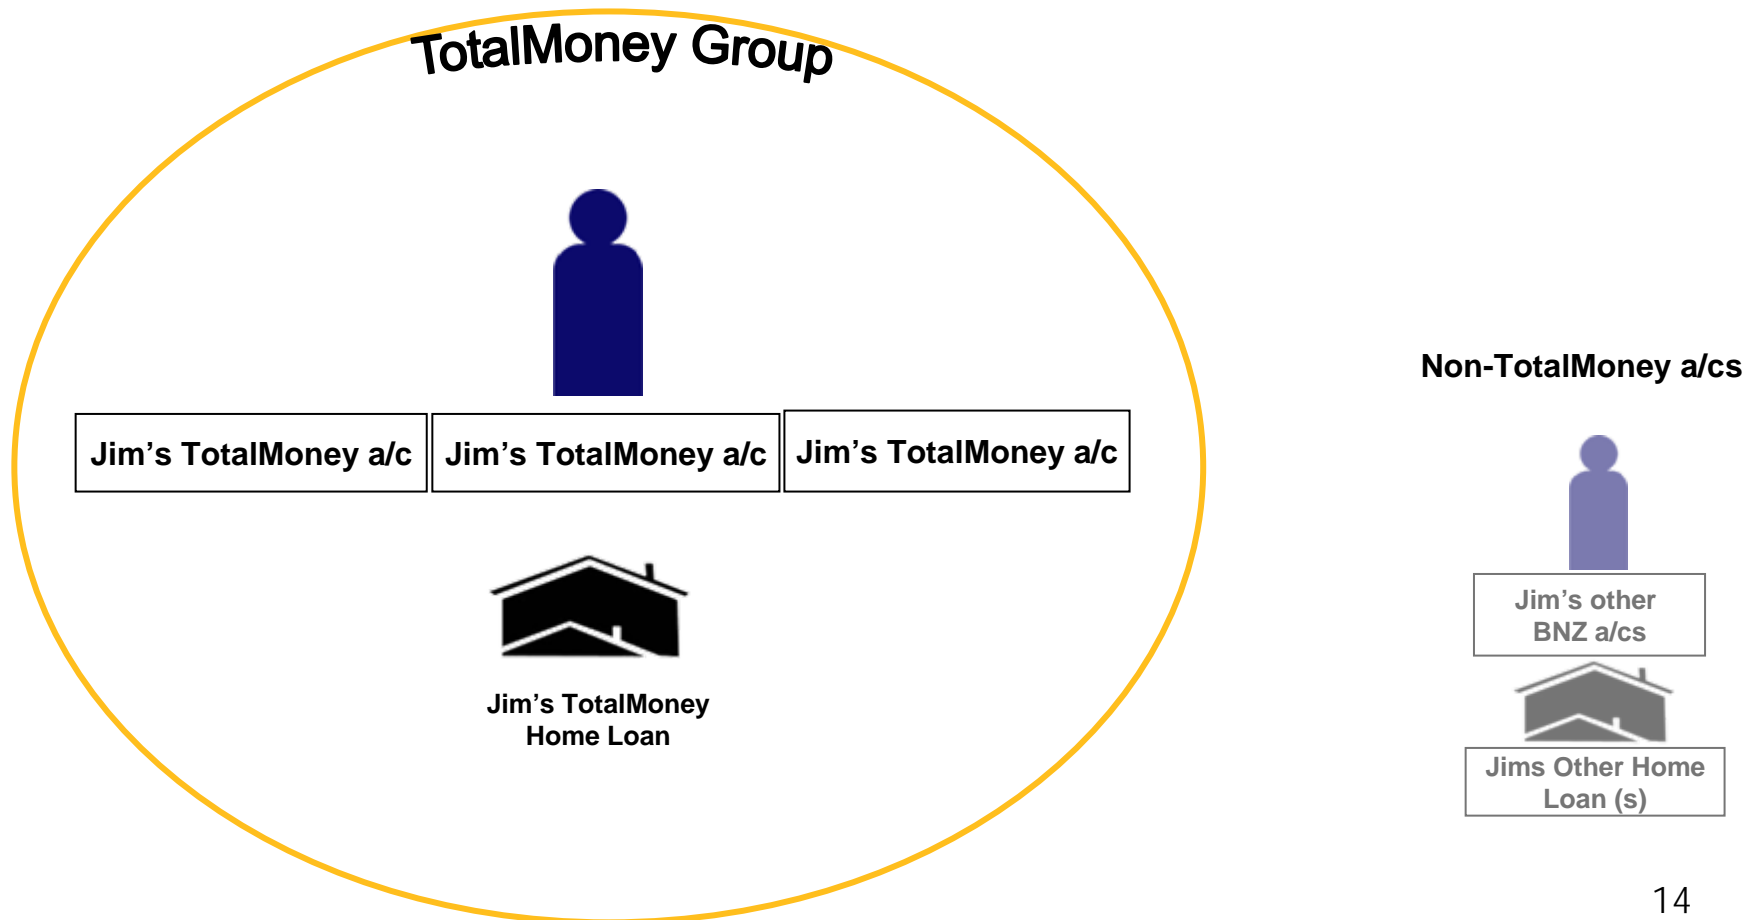 TotalMoney Group
Jim’s TotalMoney a/c
Jim’s TotalMoney a/c
Jim’s TotalMoney a/c
Jim’s TotalMoney
Home Loan
Non-TotalMoney a/cs
Jim’s other
BNZ a/cs
Jims Other Home
Loan (s)
14